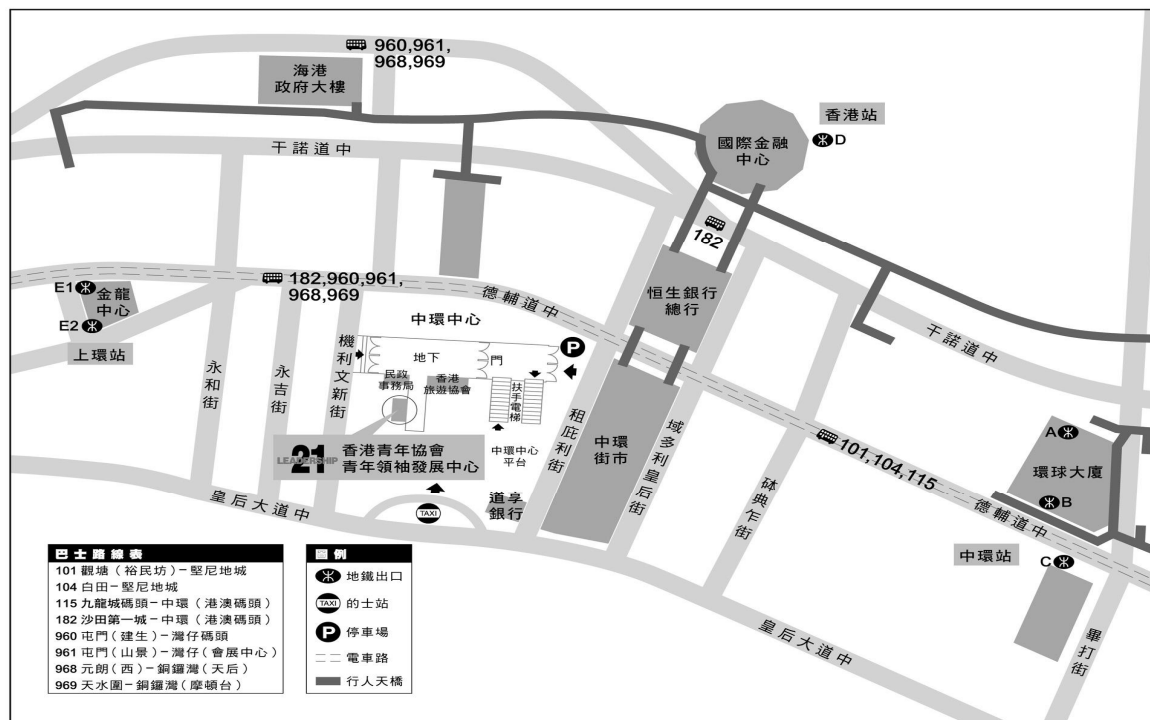 960,961,
968,969
海港
政府大樓
香港站
D
國際金融
中心
干諾道中
182
182,960,961,
968,969
E1
金龍
中心
E2
上環站
恒生銀行
總行
德輔道中
干諾道中
中環中心
P
地下
門
民政
事務局
香港
旅遊協會
扶手電梯
機利文新街
永和街
永吉街
租庇利街
中環
街市
域多利皇后街
砵典乍街
101,104,115
A
環球大廈
B
德輔道中
中環站
C
21
LEADERSHIP
香港青年協會
青年領袖發展中心
中環中心
平台
道享
銀行
TAXI
皇后大道中
皇后大道中
畢打街
巴士路線表
101 觀塘(裕民坊)-堅尼地城
104 白田-堅尼地城
115 九龍城碼頭-中環(港澳碼頭)
182 沙田第一城-中環(港澳碼頭)
960 屯門(建生)-灣仔碼頭
961 屯門(山景)-灣仔(會展中心)
968 元朗(西)-銅鑼灣(天后)
969 天水圍-銅鑼灣(摩頓台)
圖例
地鐵出口
TAXI 的士站
P 停車場
電車路
行人天橋